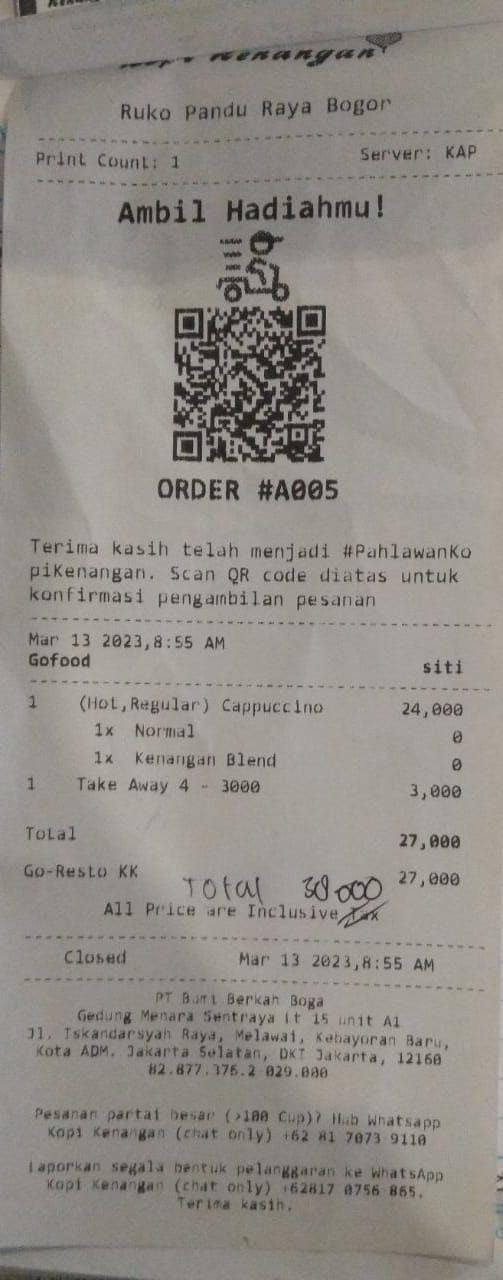 Kopi Kenangan
Ruko Pandu Raya Bogor
Print Count: 1 Server: KAP
Ambil Hadiahmu!
ORDER #A005
Terima kasih telah menjadi #PahlawanKo
piKenangan. Scan QR code diatas untuk
konfirmasi pengambilan pesanan
Mar 13 2023,8:55 AM
Gofood siti
1 (Hot,Regular) Cappuccino 24,000
1x Normal 0
1x Kenangan Blend 0
1 Take Away 4 - 3000 3,000
Total 27,000
Go-Resto KK 27,000
TOTAL 38000
All Price are Inclusive Tax
Closed Mar 13 2023,8:55 AM
PT Bumi Berkah Boga
Gedung Menara Sentraya lt 15 unit A1
Jl. Iskandarsyah Raya, Melawai, Kebayoran Baru,
Kota ADM. Jakarta Selatan, DKI Jakarta, 12160
82.877.376.2-029.000
Pesanan partai besar (>100 Cup)? Hub Whatsapp
Kopi Kenangan (chat only) +62 81 7073 9110
Laporkan segala bentuk pelanggaran ke WhatsApp
Kopi Kenangan (chat only) +62817 0756 865.
Terima kasih.